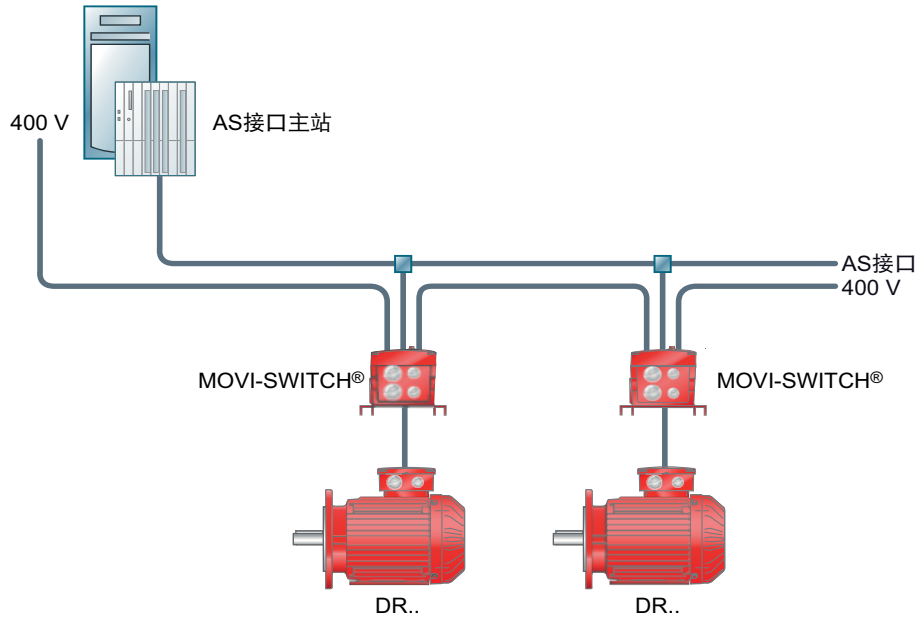 400 V
AS接口主站
AS接口
400 V
MOVI-SWITCH®
MOVI-SWITCH®
DR..
DR..